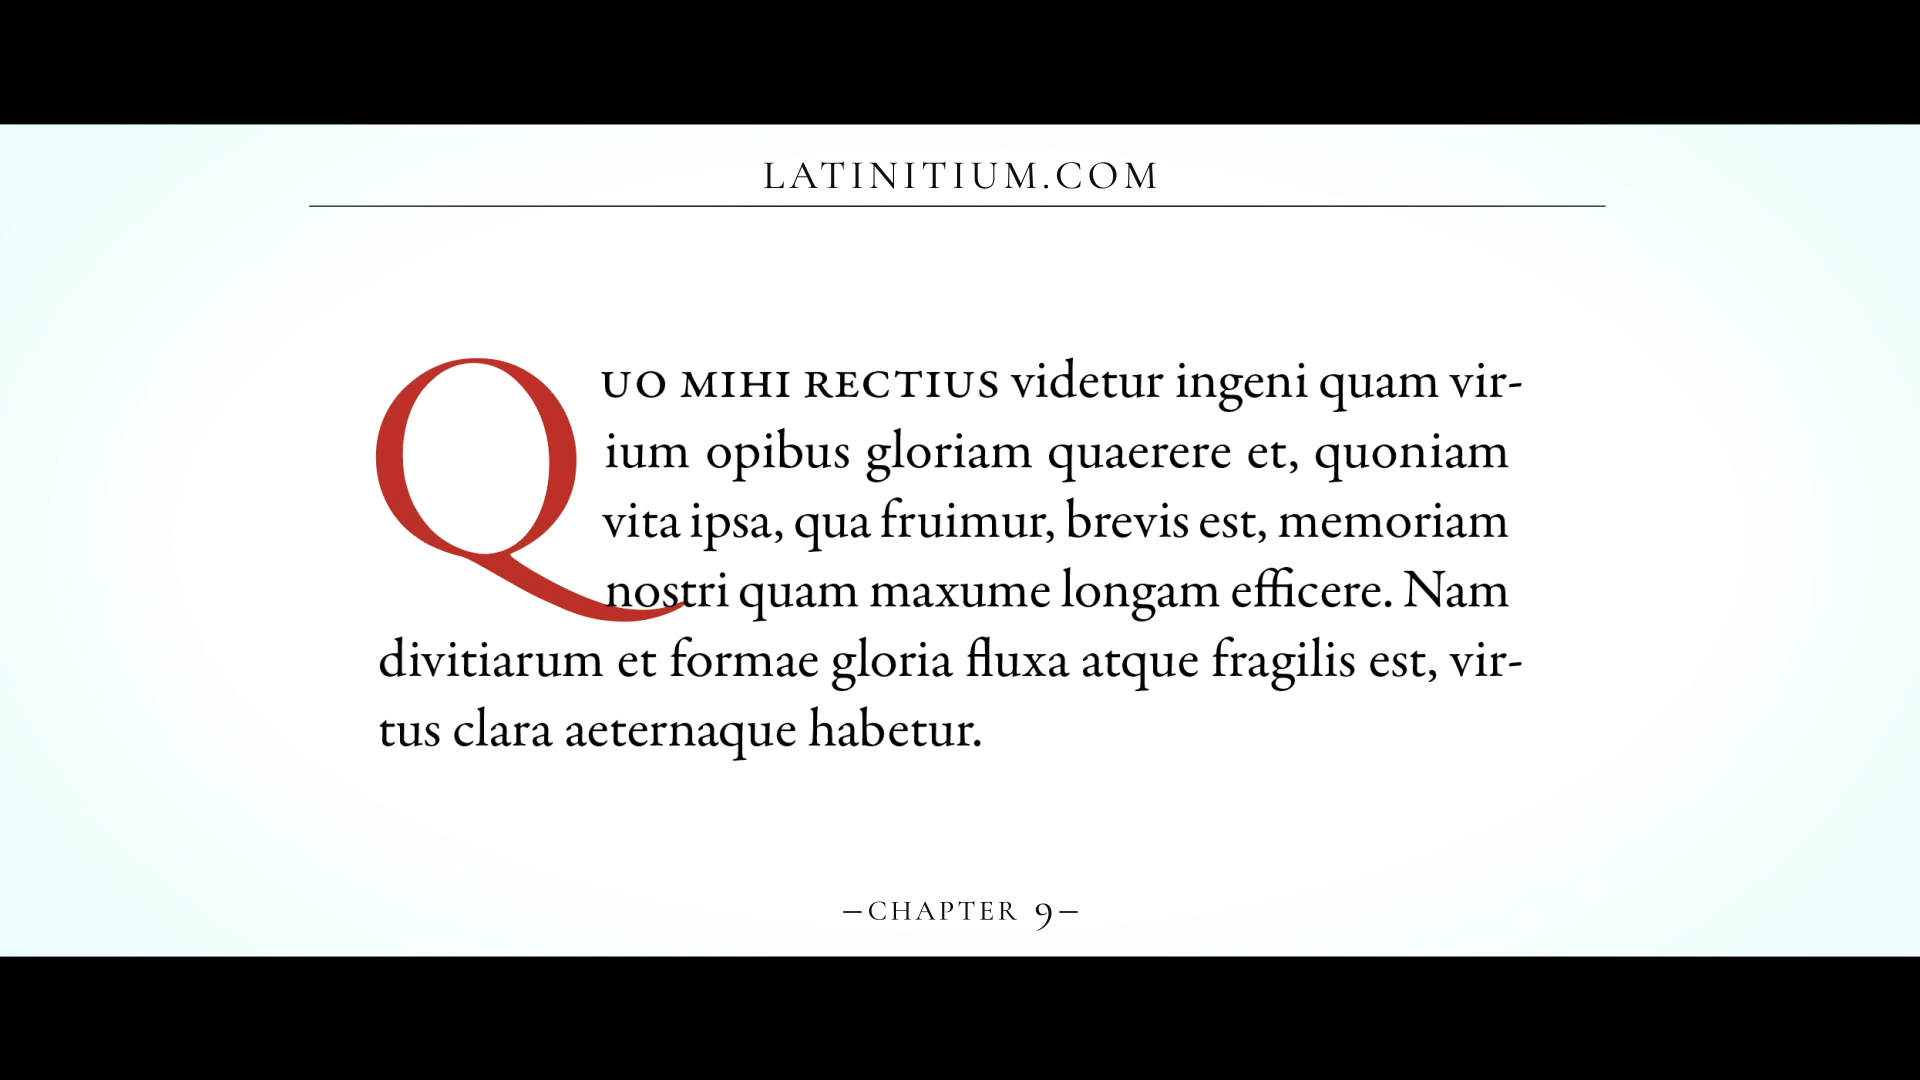 LATINITIUM.COM
QUO MIHI RECTIUS videtur ingeni quam vir-
ium opibus gloriam quaerere et, quoniam
vita ipsa, qua fruimur, brevis est, memoriam
nostri quam maxume longam efficere. Nam
divitiarum et formae gloria fluxa atque fragilis est, vir-
tus clara aeternaque habetur.
–CHAPTER 9–